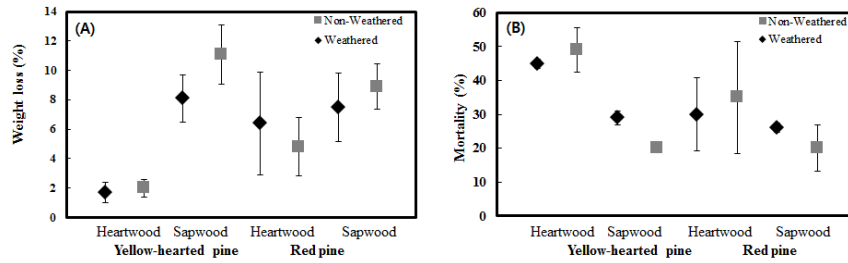 (A)
Non-Weathered
Weathered
Weight loss (%)
14
12
10
8
6
4
2
0
Heartwood Sapwood Heartwood Sapwood
Yellow-hearted pine Red pine
(B)
Non-Weathered
Weathered
Mortality (%)
60
50
40
30
20
10
0
Heartwood Sapwood Heartwood Sapwood
Yellow-hearted pine Red pine